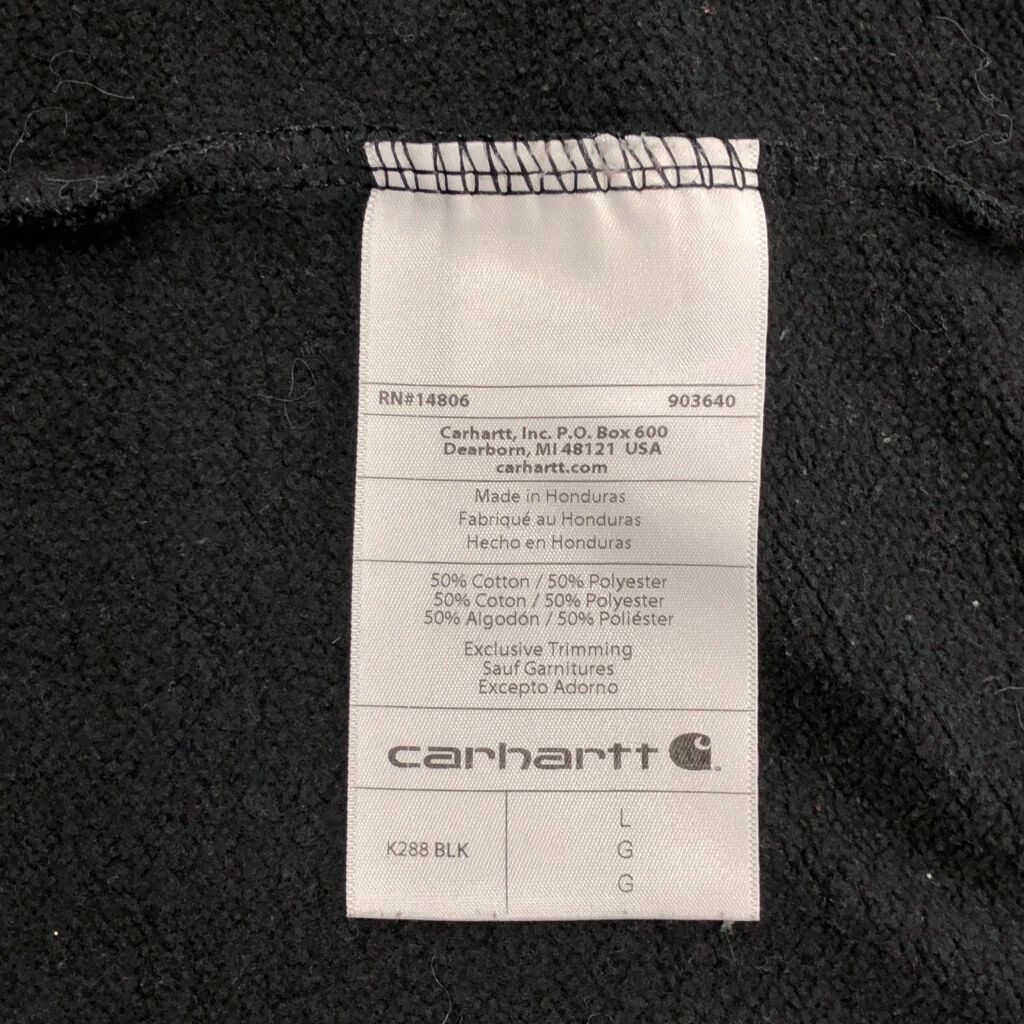 RN#14806 903640
Carhartt, Inc. P.O. Box 600
Dearborn, MI 48121 USA
carhartt.com
Made in Honduras
Fabriqué au Honduras
Hecho en Honduras
50% Cotton / 50% Polyester
50% Coton / 50% Polyester
50% Algodón / 50% Poliéster
Exclusive Trimming
Sauf Garnitures
Excepto Adorno
carhartt
K288 BLK
L
G
G